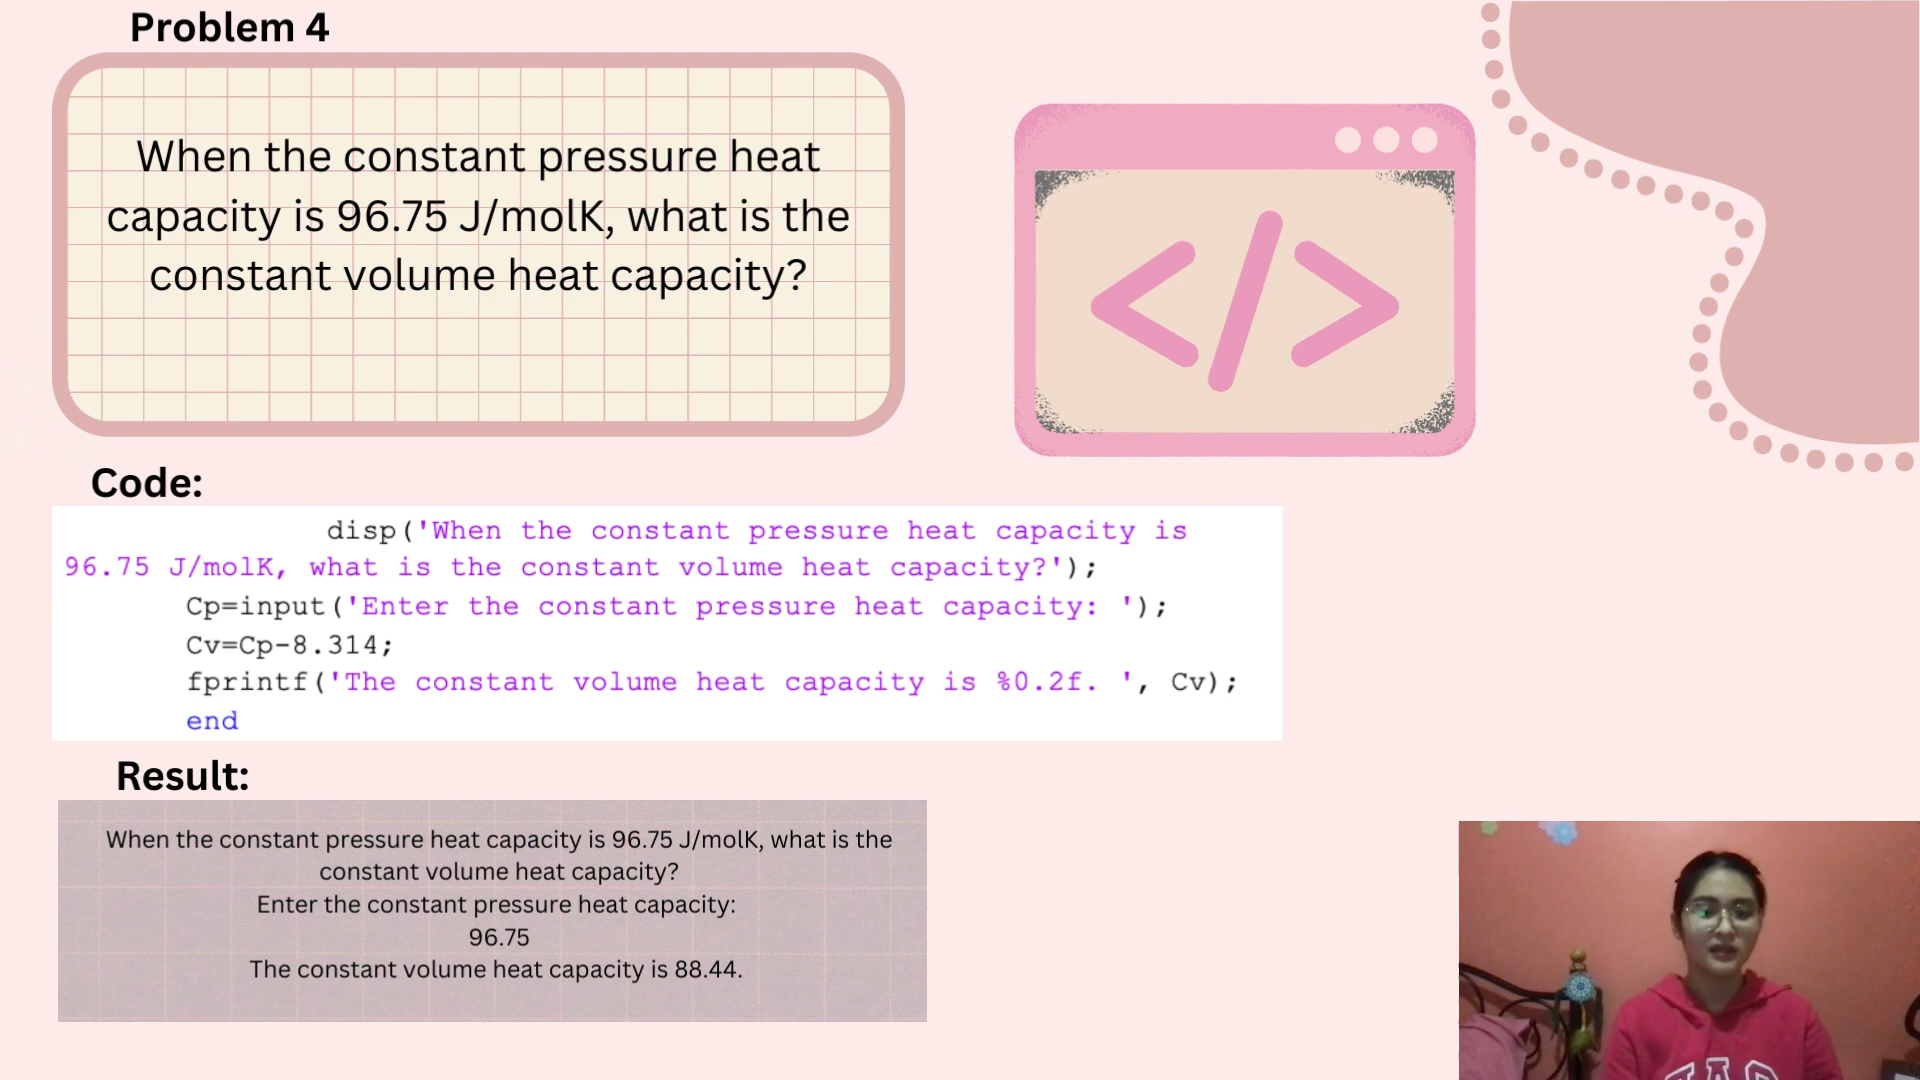 Problem 4
When the constant pressure heat
capacity is 96.75 J/molK, what is the
constant volume heat capacity?
</>
Code:
disp('When the constant pressure heat capacity is
96.75 J/molK, what is the constant volume heat capacity?');
Cp=input('Enter the constant pressure heat capacity: ');
Cv=Cp-8.314;
fprintf('The constant volume heat capacity is %0.2f. ', Cv);
end
Result:
When the constant pressure heat capacity is 96.75 J/molK, what is the
constant volume heat capacity?
Enter the constant pressure heat capacity:
96.75
The constant volume heat capacity is 88.44.